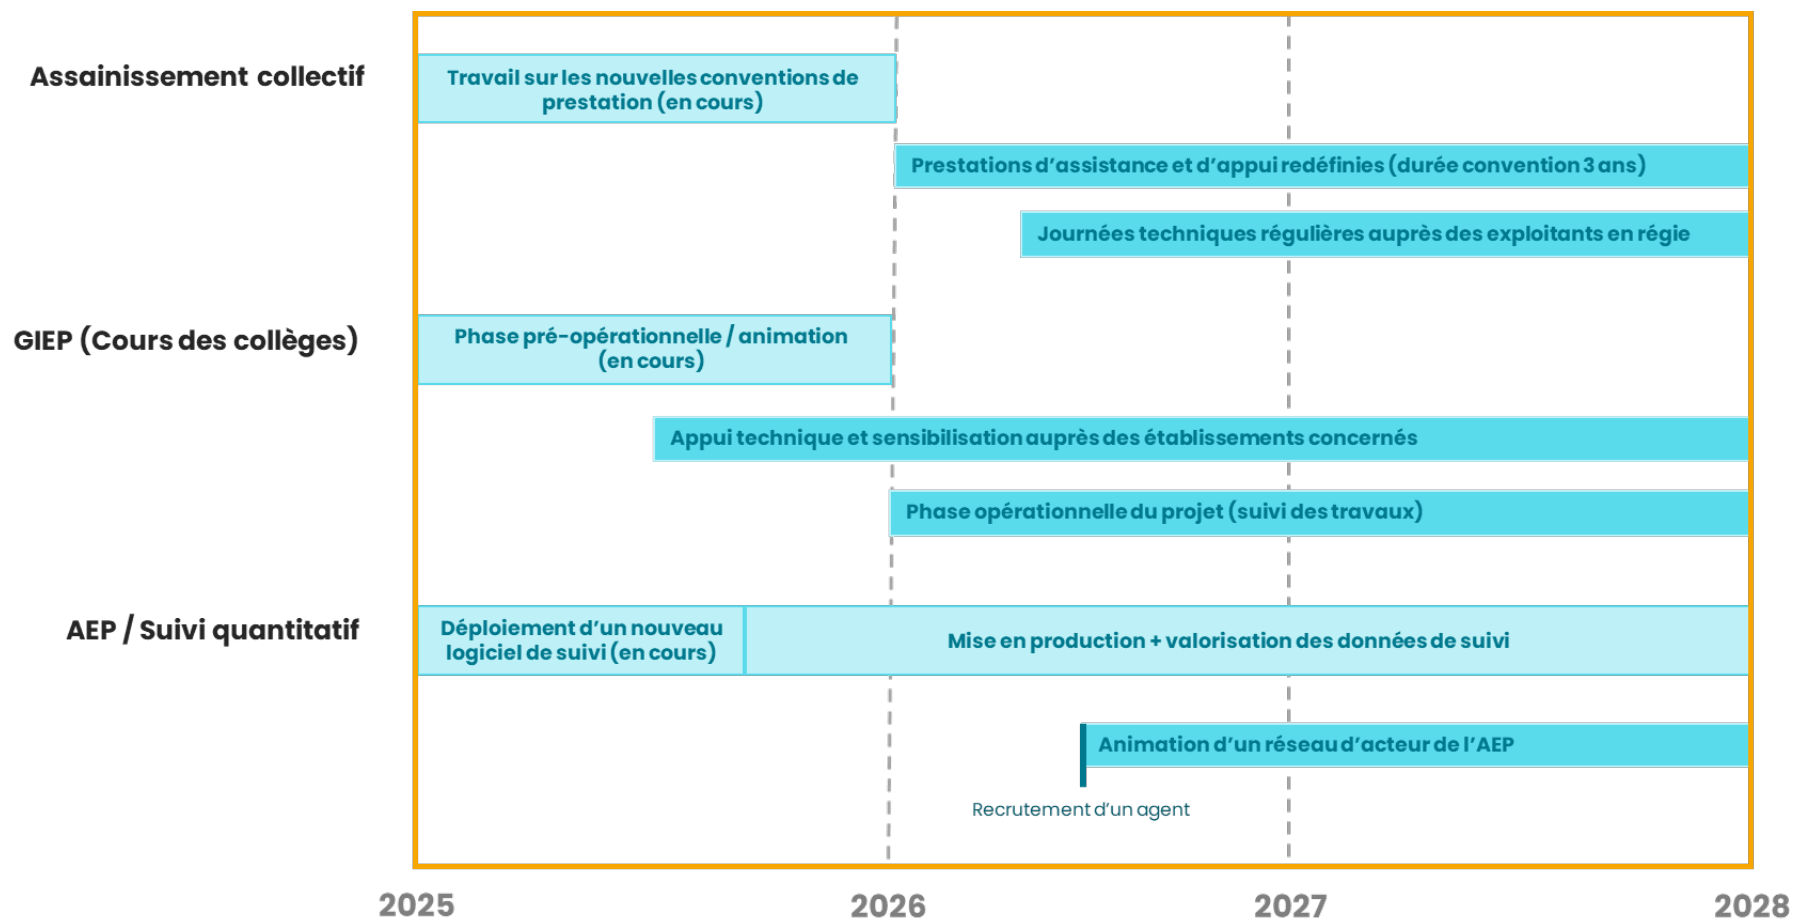 Assainissement collectif
Travail sur les nouvelles conventions de
prestation (en cours)
Prestations d’assistance et d’appui redéfinies (durée convention 3 ans)
Journées techniques régulières auprès des exploitants en régie
GIEP (Cours des collèges)
Phase pré-opérationnelle / animation
(en cours)
Appui technique et sensibilisation auprès des établissements concernés
Phase opérationnelle du projet (suivi des travaux)
AEP / Suivi quantitatif
Déploiement d’un nouveau
logiciel de suivi (en cours)
Mise en production + valorisation des données de suivi
Animation d’un réseau d’acteur de l’AEP
Recrutement d’un agent
2025
2026
2027
2028